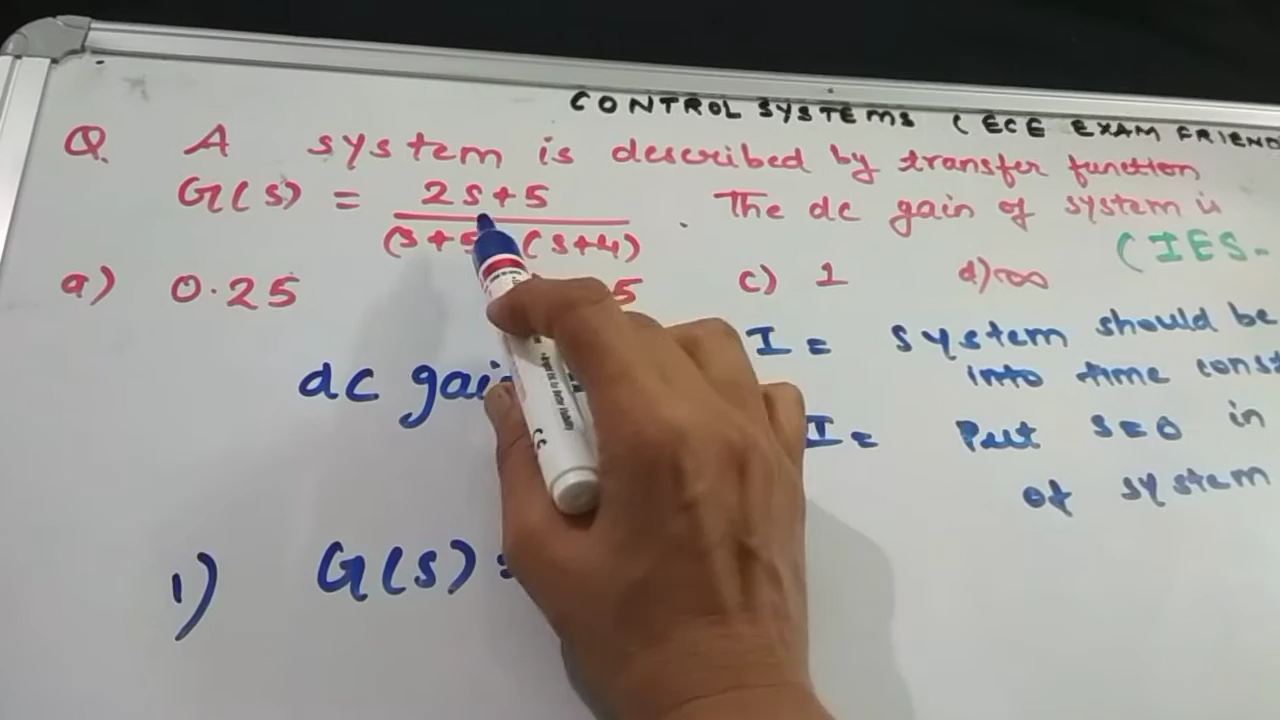 CONTROL SYSTEMS ( ECE EXAM FRIEND
Q. A system is described by transfer function
G(s) = 2s+5 / (s+5 (s+4) . The dc gain of system is
(IES-
a) 0.25 5 c) 1 d) ∞
I = system should be
into time const
dc gai
I = Put s=0 in
of system
1) G(s) =